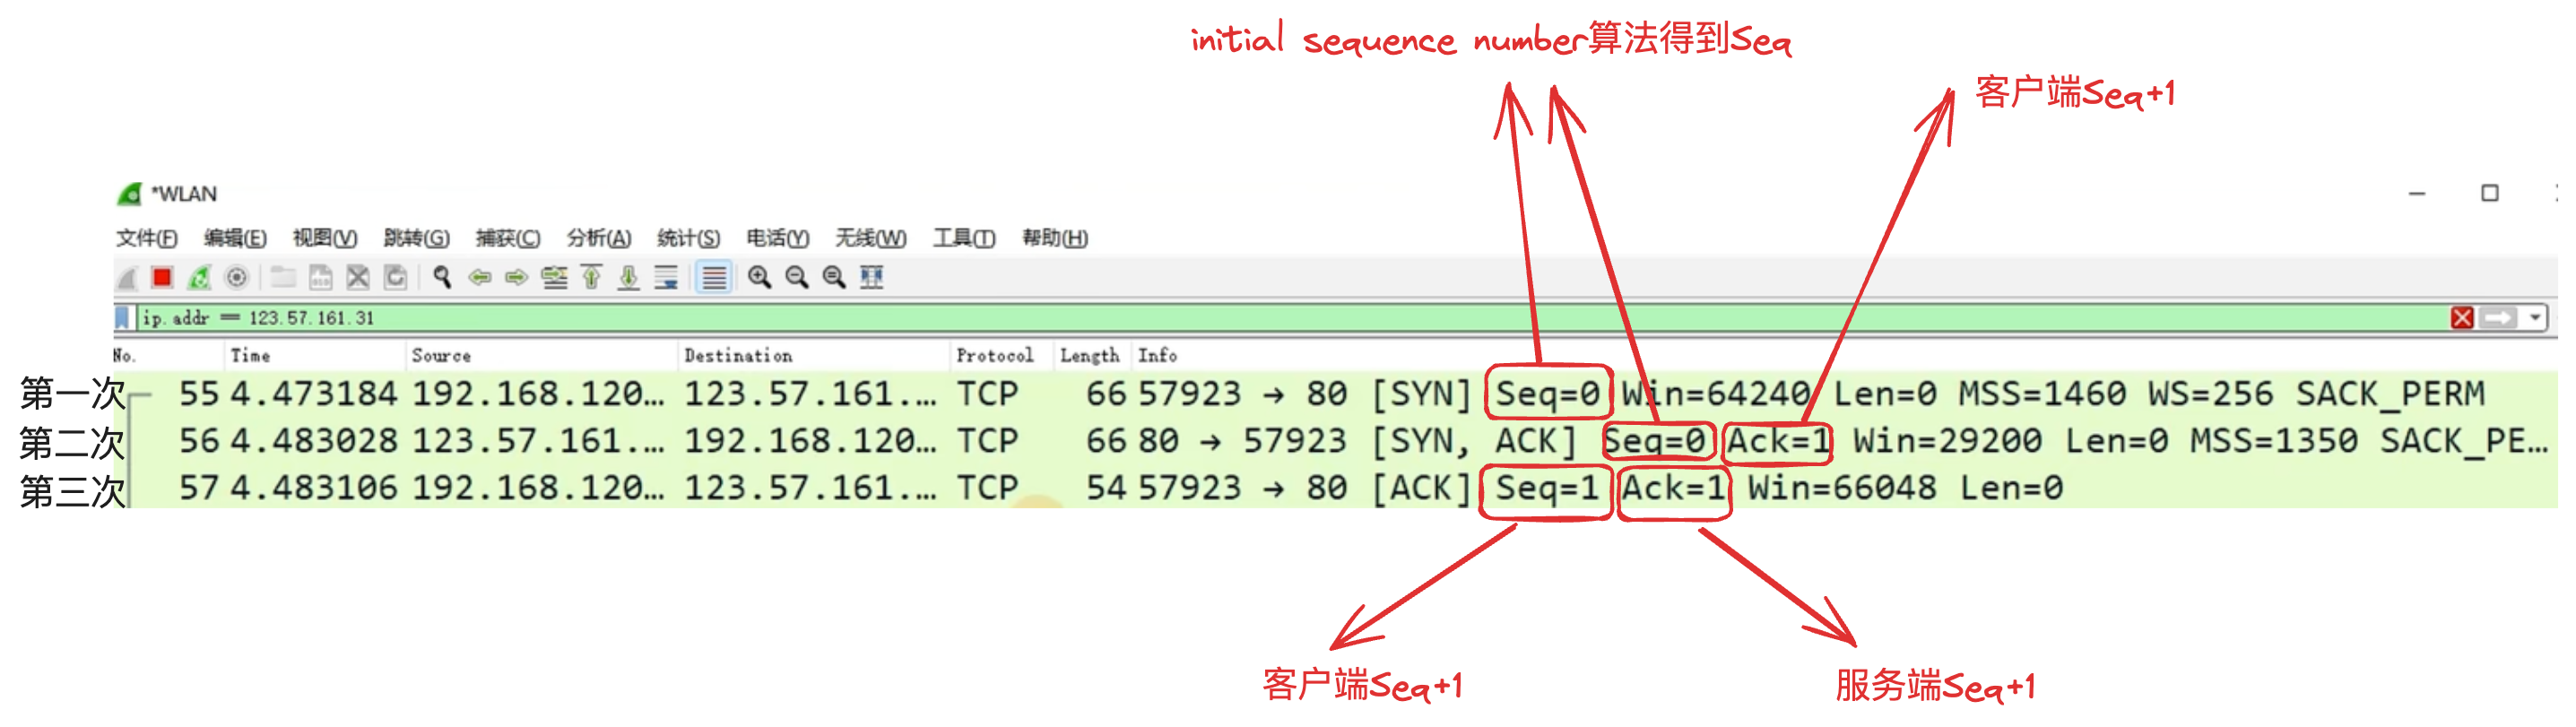 initial sequence number算法得到Seq
客户端Seq+1
*WLAN
文件(F) 编辑(E) 视图(V) 跳转(G) 捕获(C) 分析(A) 统计(S) 电话(Y) 无线(W) 工具(T) 帮助(H)
ip.addr == 123.57.161.31
No. Time Source Destination Protocol Length Info
第一次 55 4.473184 192.168.120… 123.57.161.… TCP 66 57923 → 80 [SYN] Seq=0 Win=64240 Len=0 MSS=1460 WS=256 SACK_PERM
第二次 56 4.483028 123.57.161.… 192.168.120… TCP 66 80 → 57923 [SYN, ACK] Seq=0 Ack=1 Win=29200 Len=0 MSS=1350 SACK_PE…
第三次 57 4.483106 192.168.120… 123.57.161.… TCP 54 57923 → 80 [ACK] Seq=1 Ack=1 Win=66048 Len=0
客户端Seq+1 服务端Seq+1